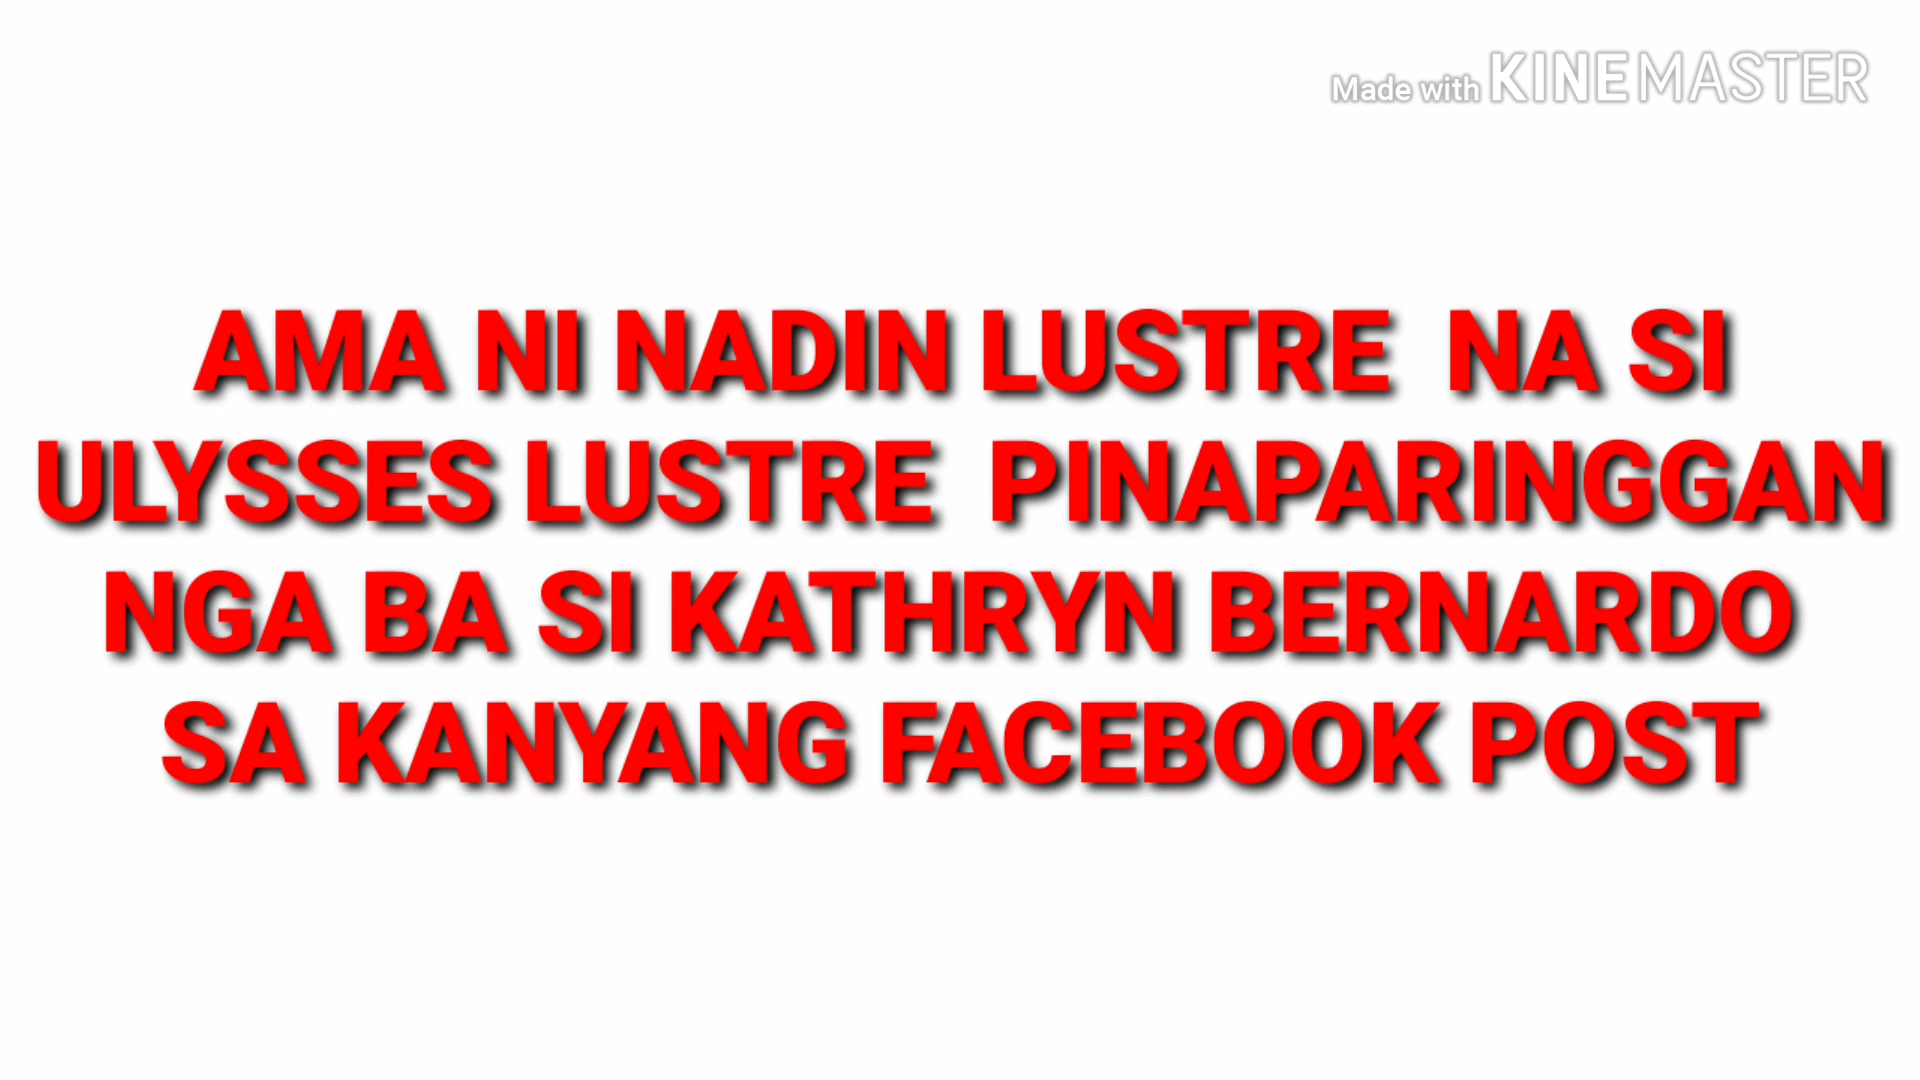 Made with KINEMASTER
AMA NI NADIN LUSTRE NA SI
ULYSSES LUSTRE PINAPARINGGAN
NGA BA SI KATHRYN BERNARDO
SA KANYANG FACEBOOK POST